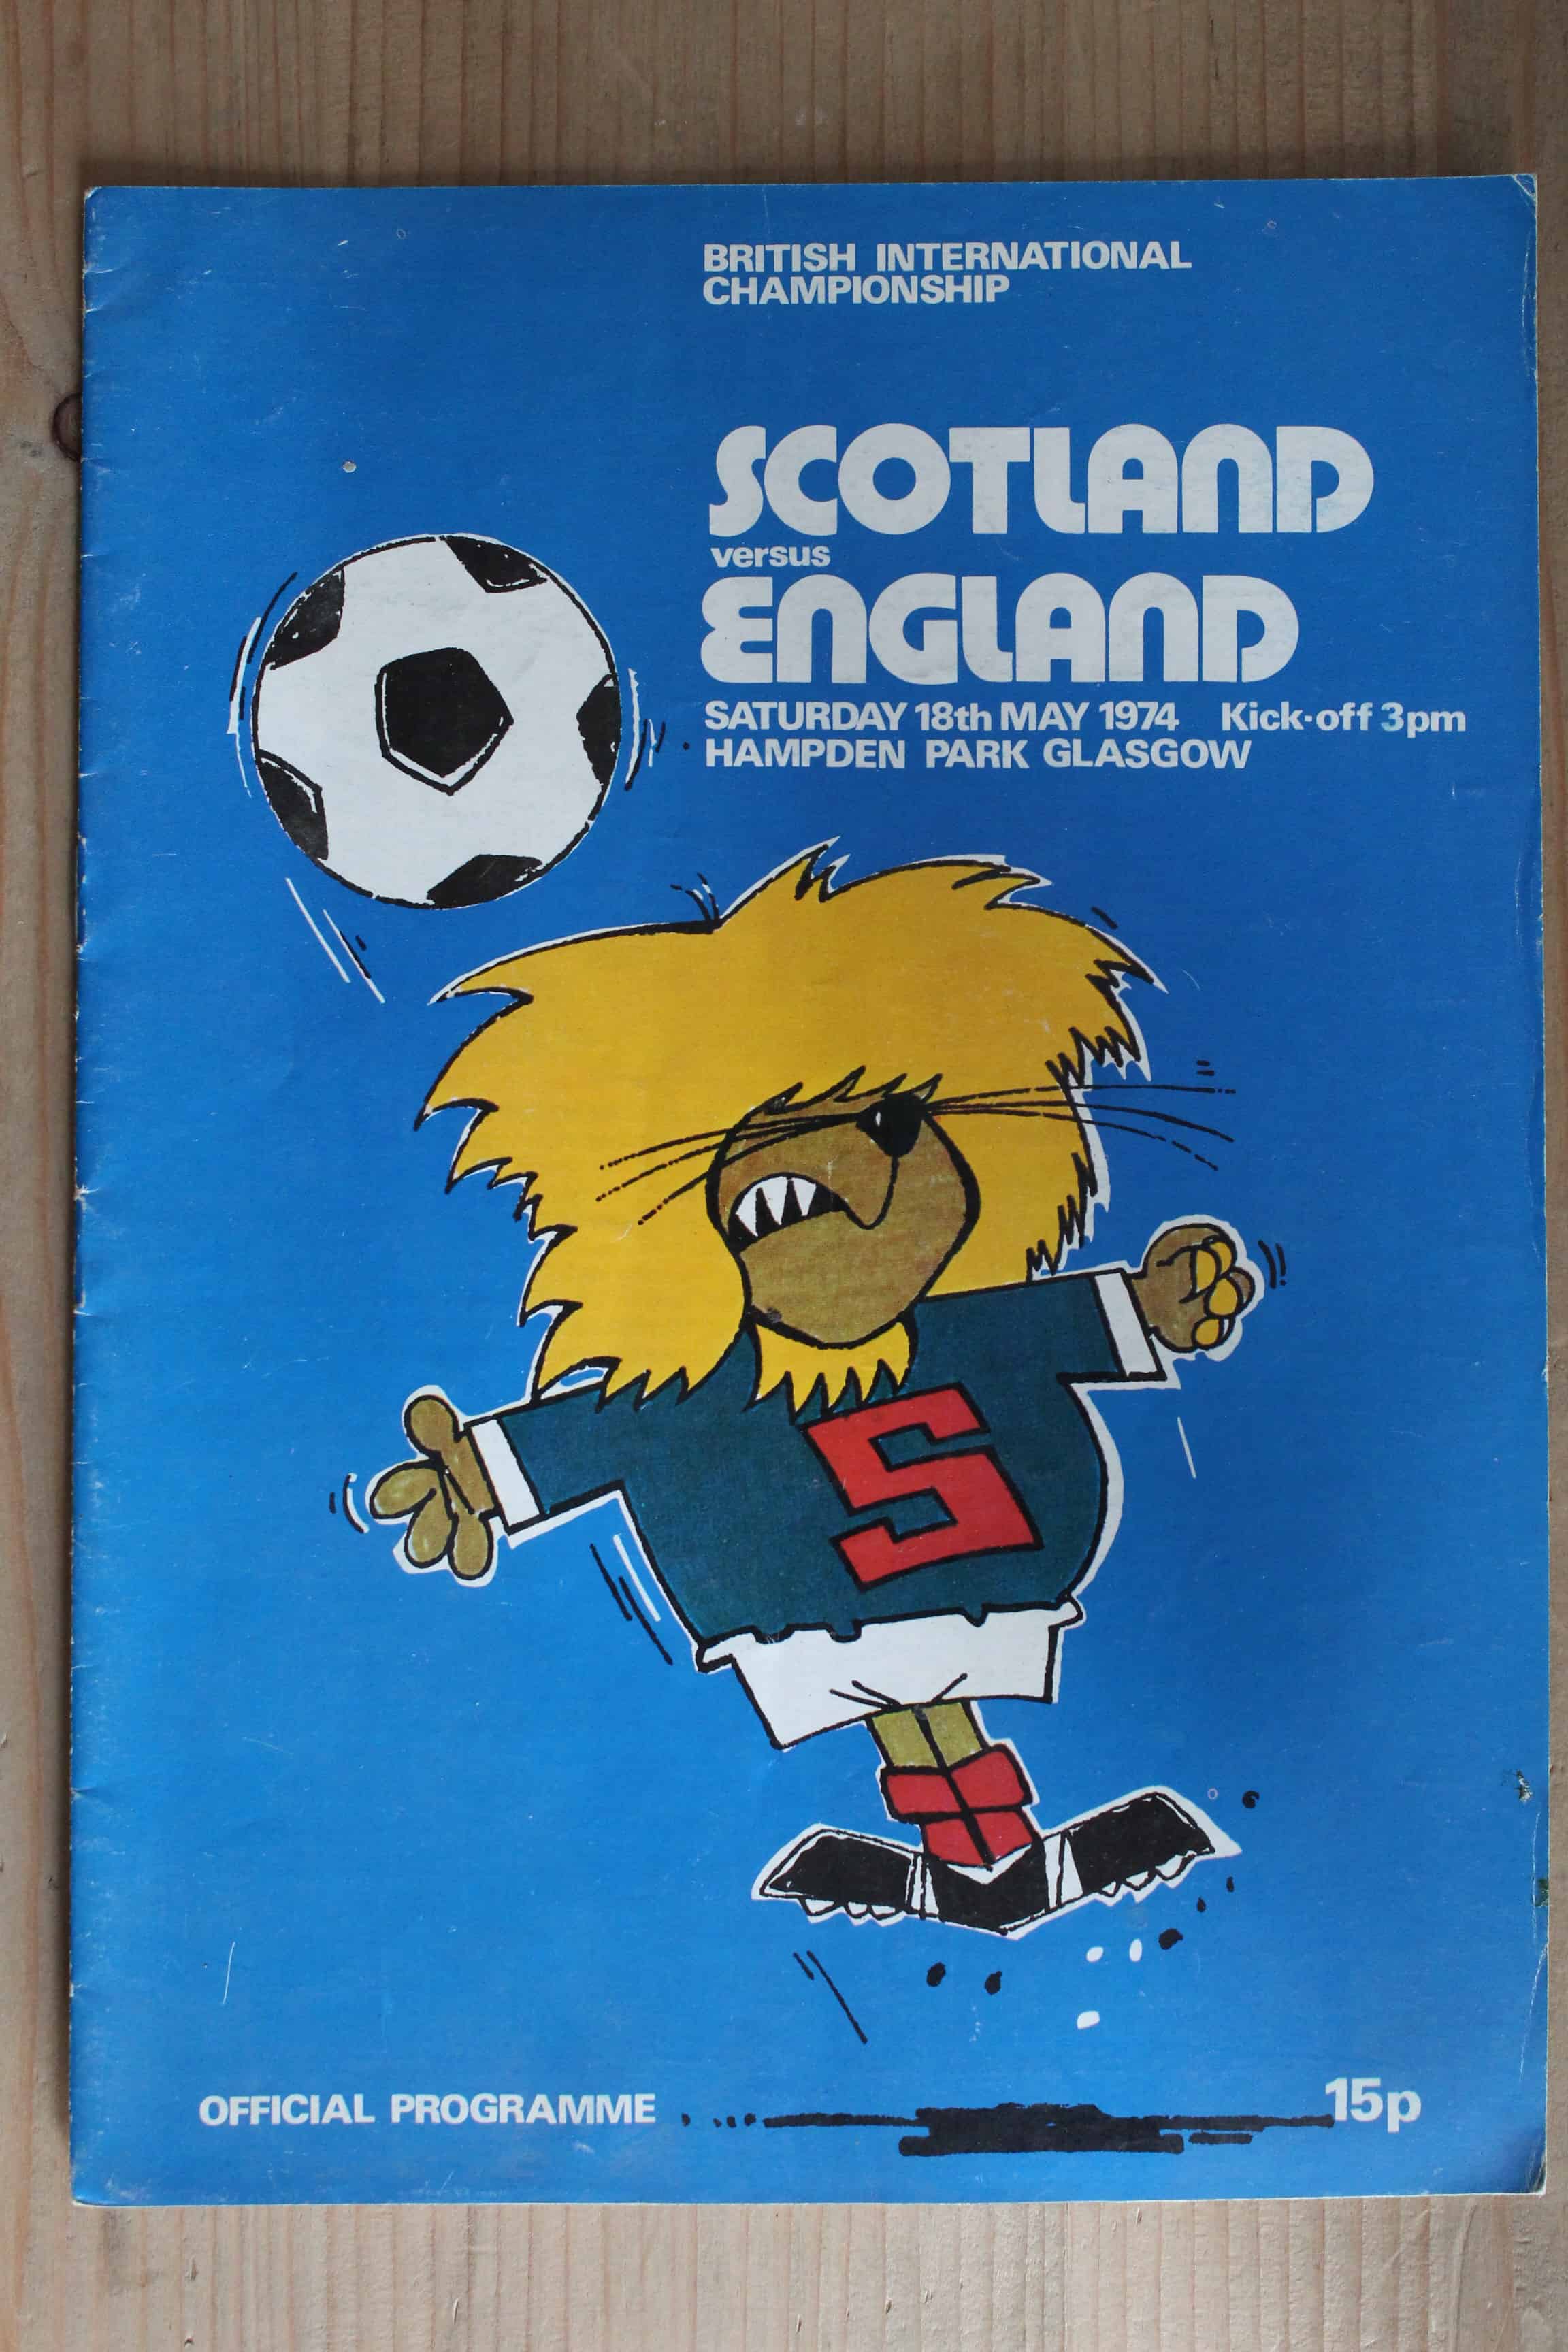 BRITISH INTERNATIONAL
CHAMPIONSHIP
SCOTLAND
versus
ENGLAND
SATURDAY 18th MAY 1974 Kick-off 3pm
HAMPDEN PARK GLASGOW
5
OFFICIAL PROGRAMME 15p